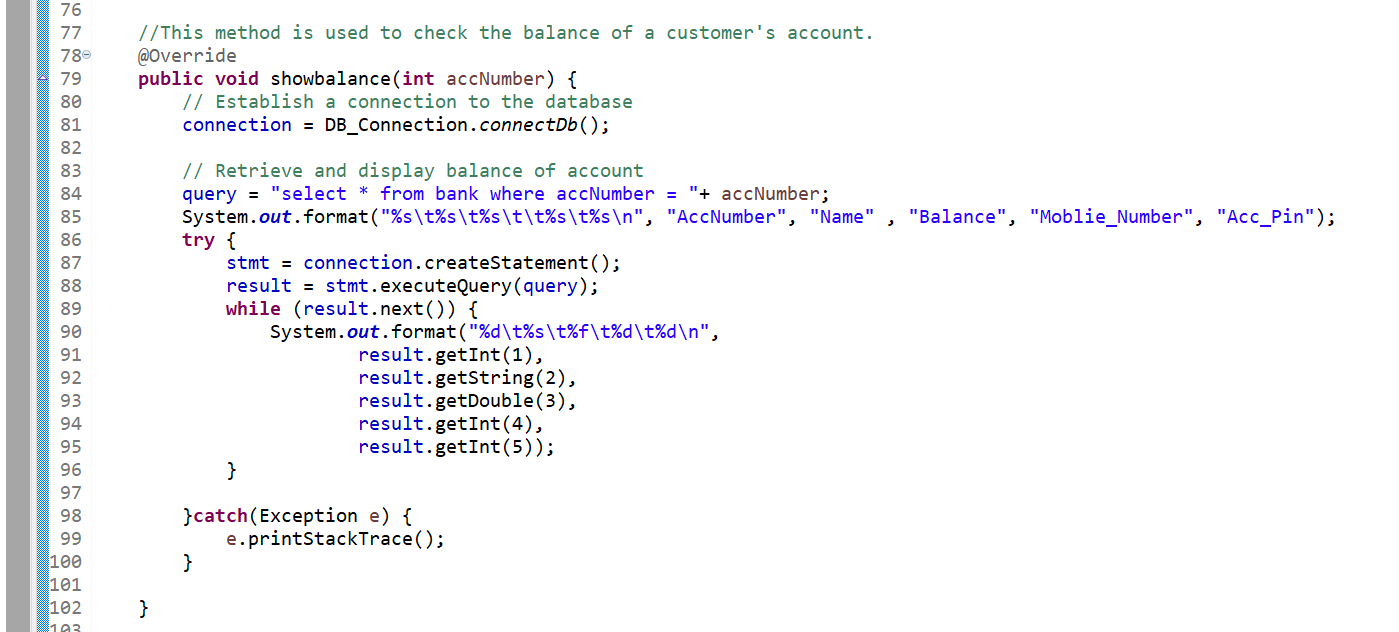 76
77 //This method is used to check the balance of a customer's account.
78 @Override
79 public void showbalance(int accNumber) {
80 // Establish a connection to the database
81 connection = DB_Connection.connectDb();
82
83 // Retrieve and display balance of account
84 query = "select * from bank where accNumber = "+ accNumber;
85 System.out.format("%s\t%s\t%s\t\t%s\t%s\n", "AccNumber", "Name" , "Balance", "Moblie_Number", "Acc_Pin");
86 try {
87 stmt = connection.createStatement();
88 result = stmt.executeQuery(query);
89 while (result.next()) {
90 System.out.format("%d\t%s\t%f\t%d\t%d\n",
91 result.getInt(1),
92 result.getString(2),
93 result.getDouble(3),
94 result.getInt(4),
95 result.getInt(5));
96 }
97
98 }catch(Exception e) {
99 e.printStackTrace();
100 }
101
102 }
103